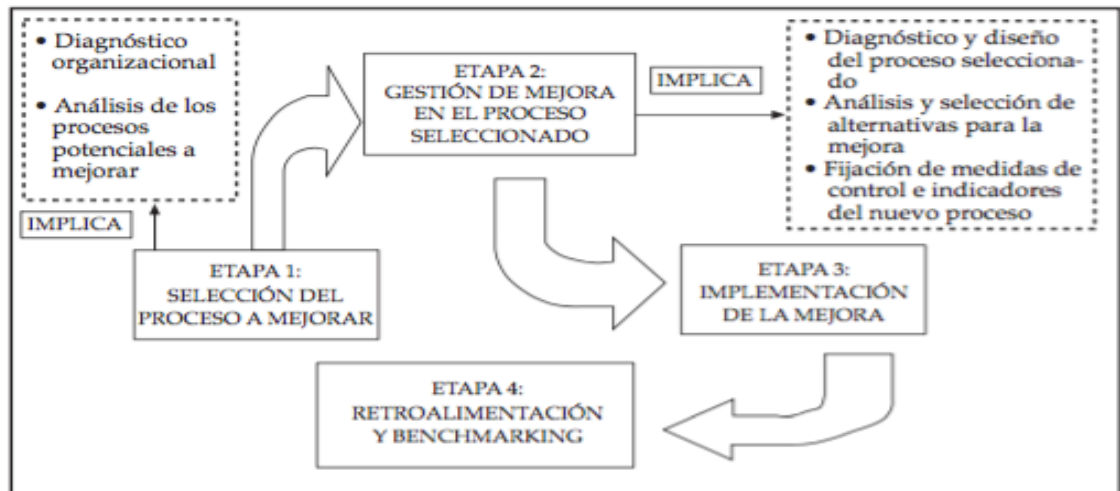 • Diagnóstico
organizacional
• Análisis de los
procesos
potenciales a
mejorar
IMPLICA
ETAPA 1:
SELECCIÓN DEL
PROCESO A MEJORAR
ETAPA 2:
GESTIÓN DE MEJORA
EN EL PROCESO
SELECCIONADO
IMPLICA
• Diagnóstico y diseño
del proceso selecciona-
do
• Análisis y selección de
alternativas para la
mejora
• Fijación de medidas de
control e indicadores
del nuevo proceso
ETAPA 3:
IMPLEMENTACIÓN
DE LA MEJORA
ETAPA 4:
RETROALIMENTACIÓN
Y BENCHMARKING